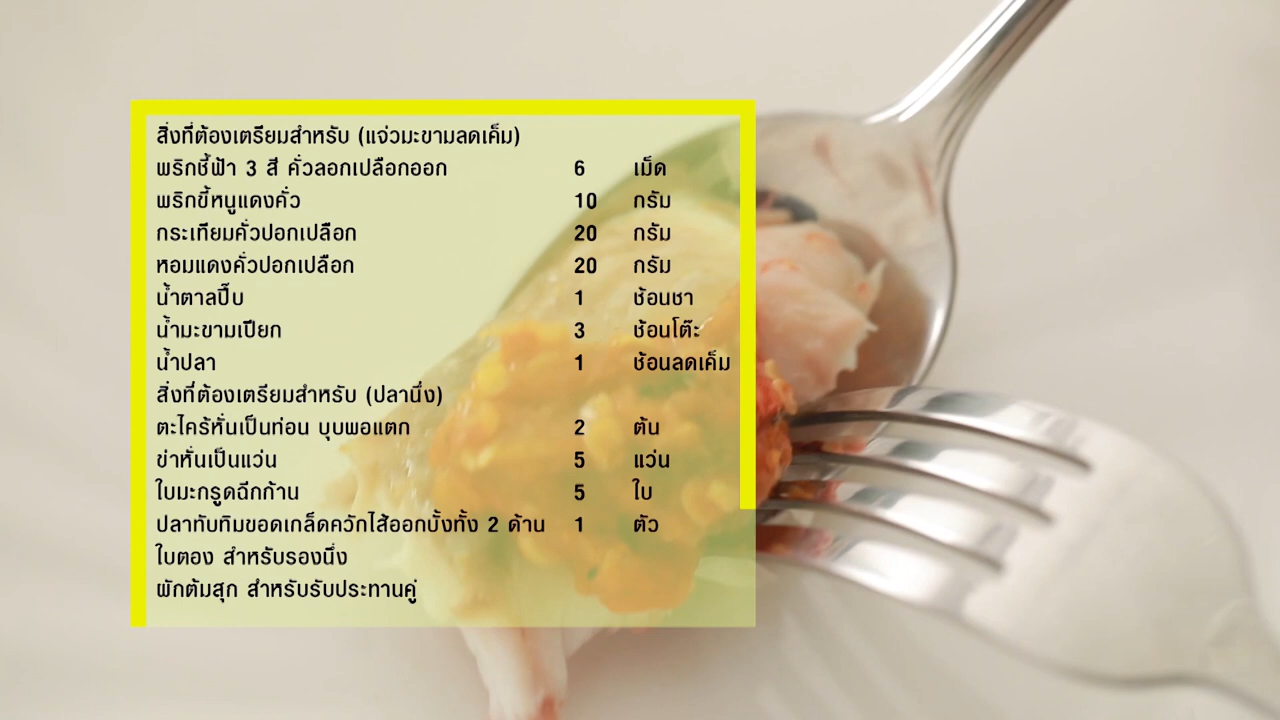 สิ่งที่ต้องเตรียมสำหรับ (แจ่วมะขามลดเค็ม)
พริกชี้ฟ้า 3 สี คั่วลอกเปลือกออก 6 เม็ด
พริกขี้หนูแดงคั่ว 10 กรัม
กระเทียมคั่วปอกเปลือก 20 กรัม
หอมแดงคั่วปอกเปลือก 20 กรัม
น้ำตาลปี๊บ 1 ช้อนชา
น้ำมะขามเปียก 3 ช้อนโต๊ะ
น้ำปลา 1 ช้อนลดเค็ม
สิ่งที่ต้องเตรียมสำหรับ (ปลานึ่ง)
ตะไคร้หั่นเป็นท่อน บุบพอแตก 2 ต้น
ข่าหั่นเป็นแว่น 5 แว่น
ใบมะกรูดฉีกก้าน 5 ใบ
ปลาทับทิมขอดเกล็ดควักไส้ออกบั้งทั้ง 2 ด้าน 1 ตัว
ใบตอง สำหรับรองนึ่ง
ผักต้มสุก สำหรับรับประทานคู่